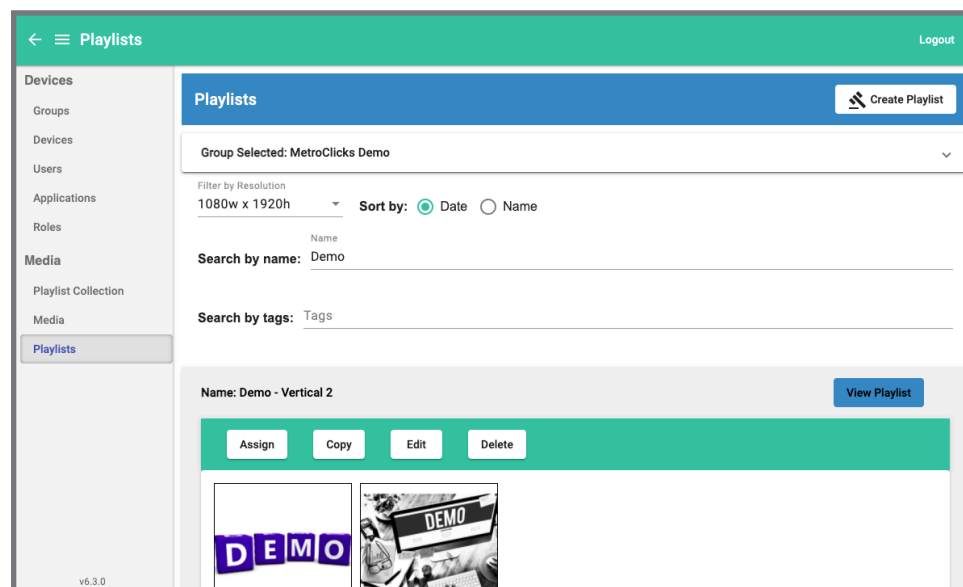 Playlists
Logout
Devices
Groups
Devices
Users
Applications
Roles
Media
Playlist Collection
Media
Playlists
v6.3.0
Playlists
Create Playlist
Group Selected: MetroClicks Demo
Filter by Resolution
1080w x 1920h
Sort by: Date Name
Name
Search by name: Demo
Search by tags: Tags
Name: Demo - Vertical 2
View Playlist
Assign Copy Edit Delete
DEMO
DEMO